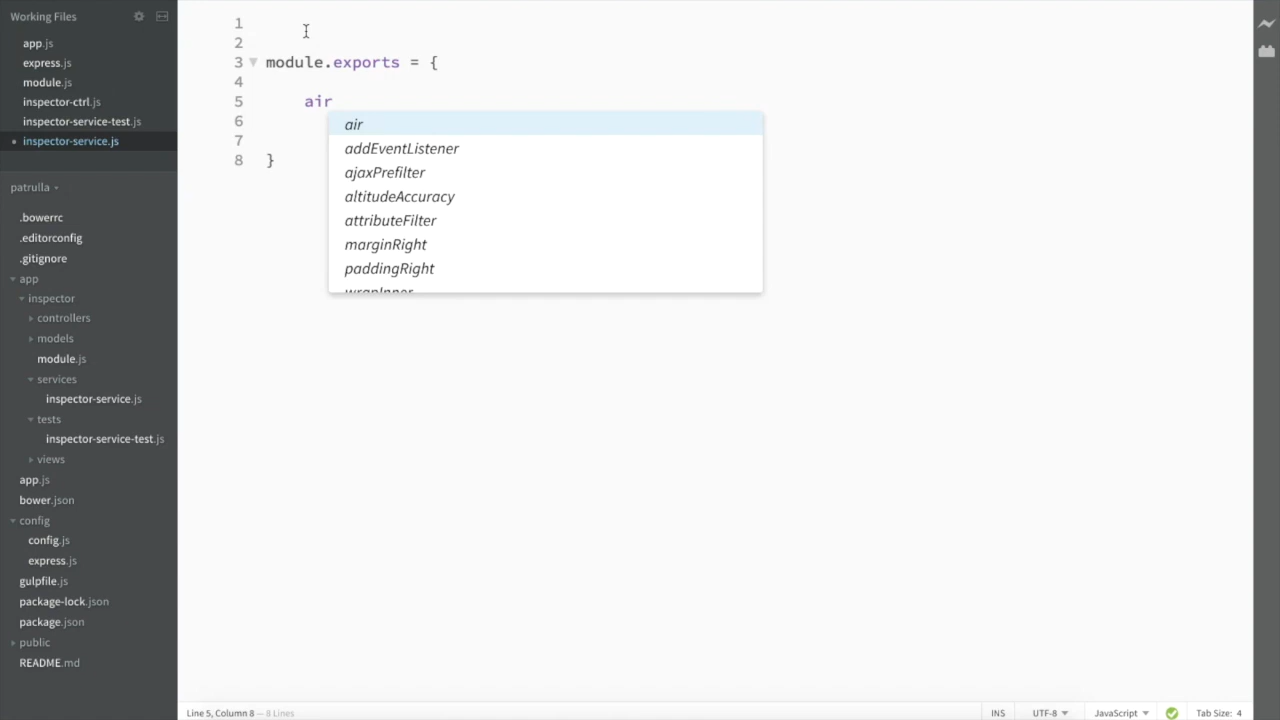 Working Files
app.js
express.js
module.js
inspector-ctrl.js
inspector-service-test.js
inspector-service.js
patrulla
.bowerrc
.editorconfig
.gitignore
app
inspector
controllers
models
module.js
services
inspector-service.js
tests
inspector-service-test.js
views
app.js
bower.json
config
config.js
express.js
gulpfile.js
package-lock.json
package.json
public
README.md
1
2
3 module.exports = {
4
5 air
6
7
8 }
air
addEventListener
ajaxPrefilter
altitudeAccuracy
attributeFilter
marginRight
paddingRight
wrapInner
Line 5, Column 8 — 8 Lines
INS UTF-8 JavaScript Tab Size: 4